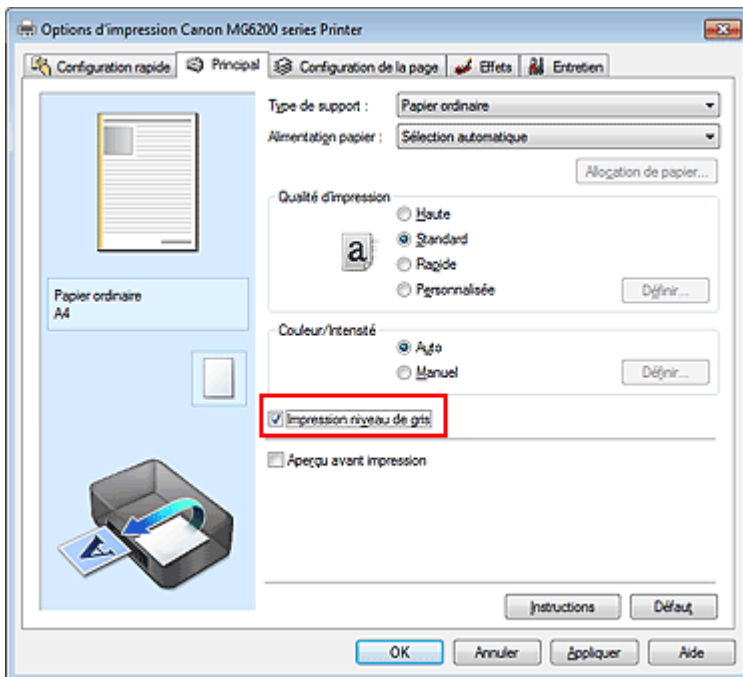 Options d'impression Canon MG6200 series Printer
Configuration rapide Principal Configuration de la page Effets Entretien
Type de support : Papier ordinaire
Alimentation papier : Sélection automatique
Allocation de papier...
Qualité d'impression
Haute
a Standard
Rapide
Personnalisée Définir...
Papier ordinaire
A4
Couleur/Intensité
Auto
Manuel Définir...
Impression niveau de gris
Aperçu avant impression
A
Instructions Défaut
OK Annuler Appliquer Aide